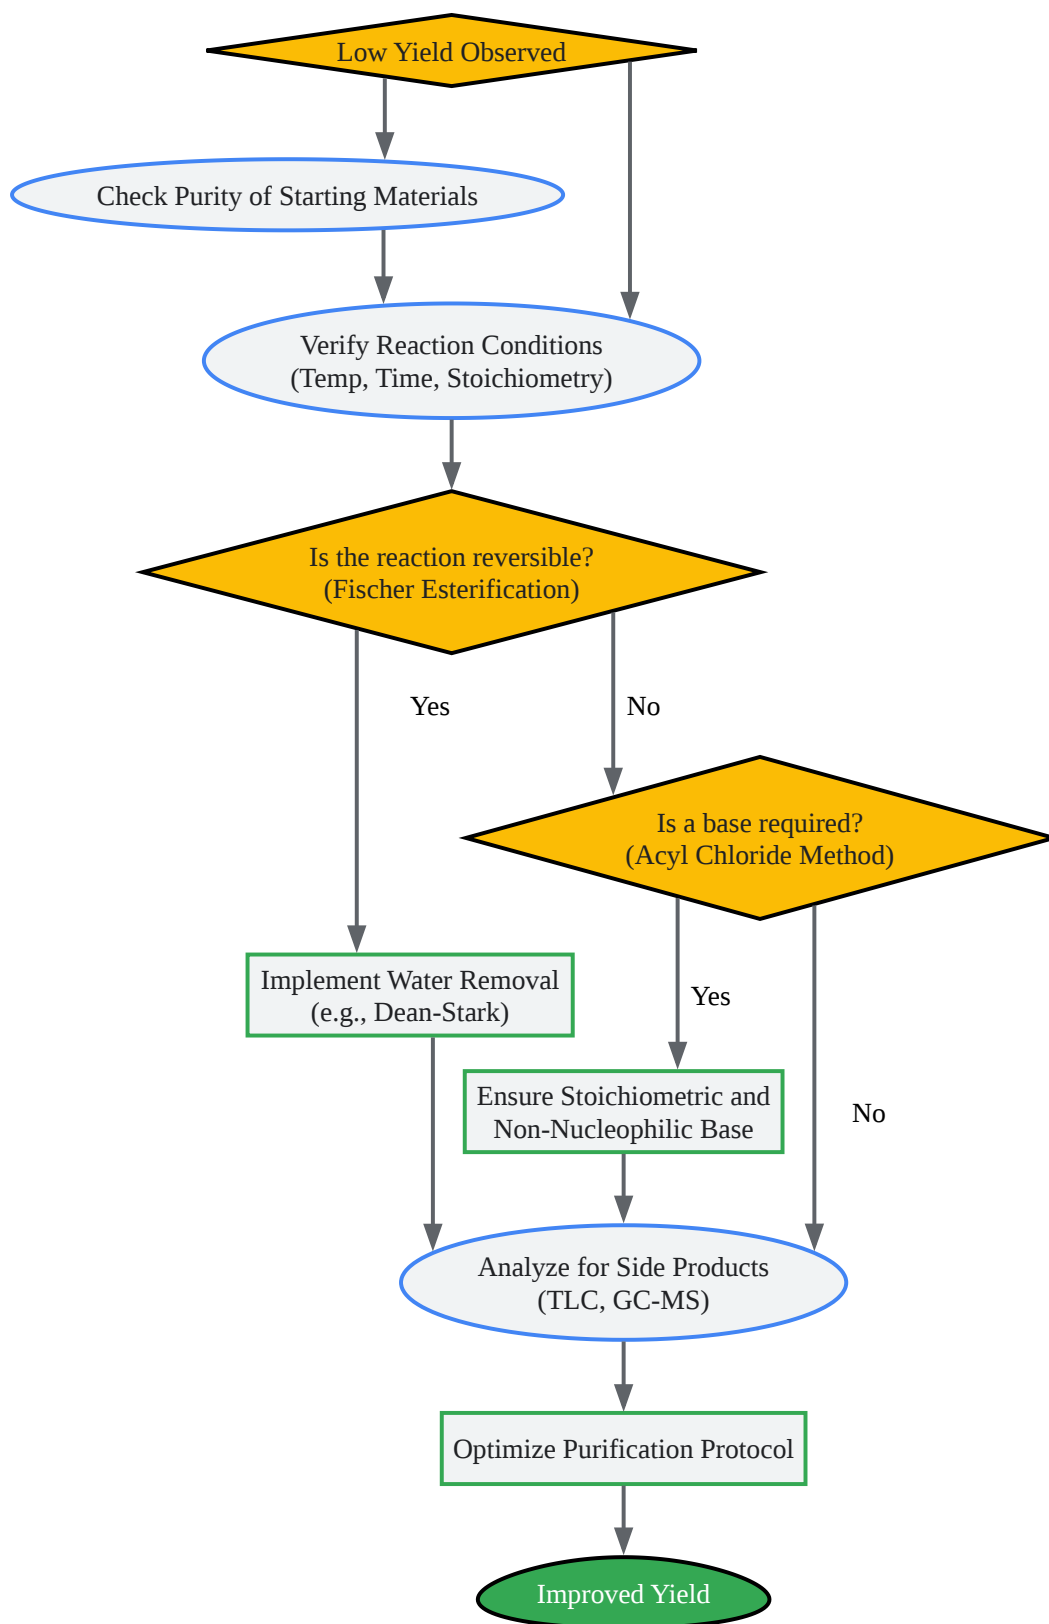 Low Yield Observed
Check Purity of Starting Materials
Verify Reaction Conditions
(Temp, Time, Stoichiometry)
Is the reaction reversible?
(Fischer Esterification)
Yes
No
Is a base required?
(Acyl Chloride Method)
Implement Water Removal
(e.g., Dean-Stark)
Yes
Ensure Stoichiometric and
Non-Nucleophilic Base
No
Analyze for Side Products
(TLC, GC-MS)
Optimize Purification Protocol
Improved Yield